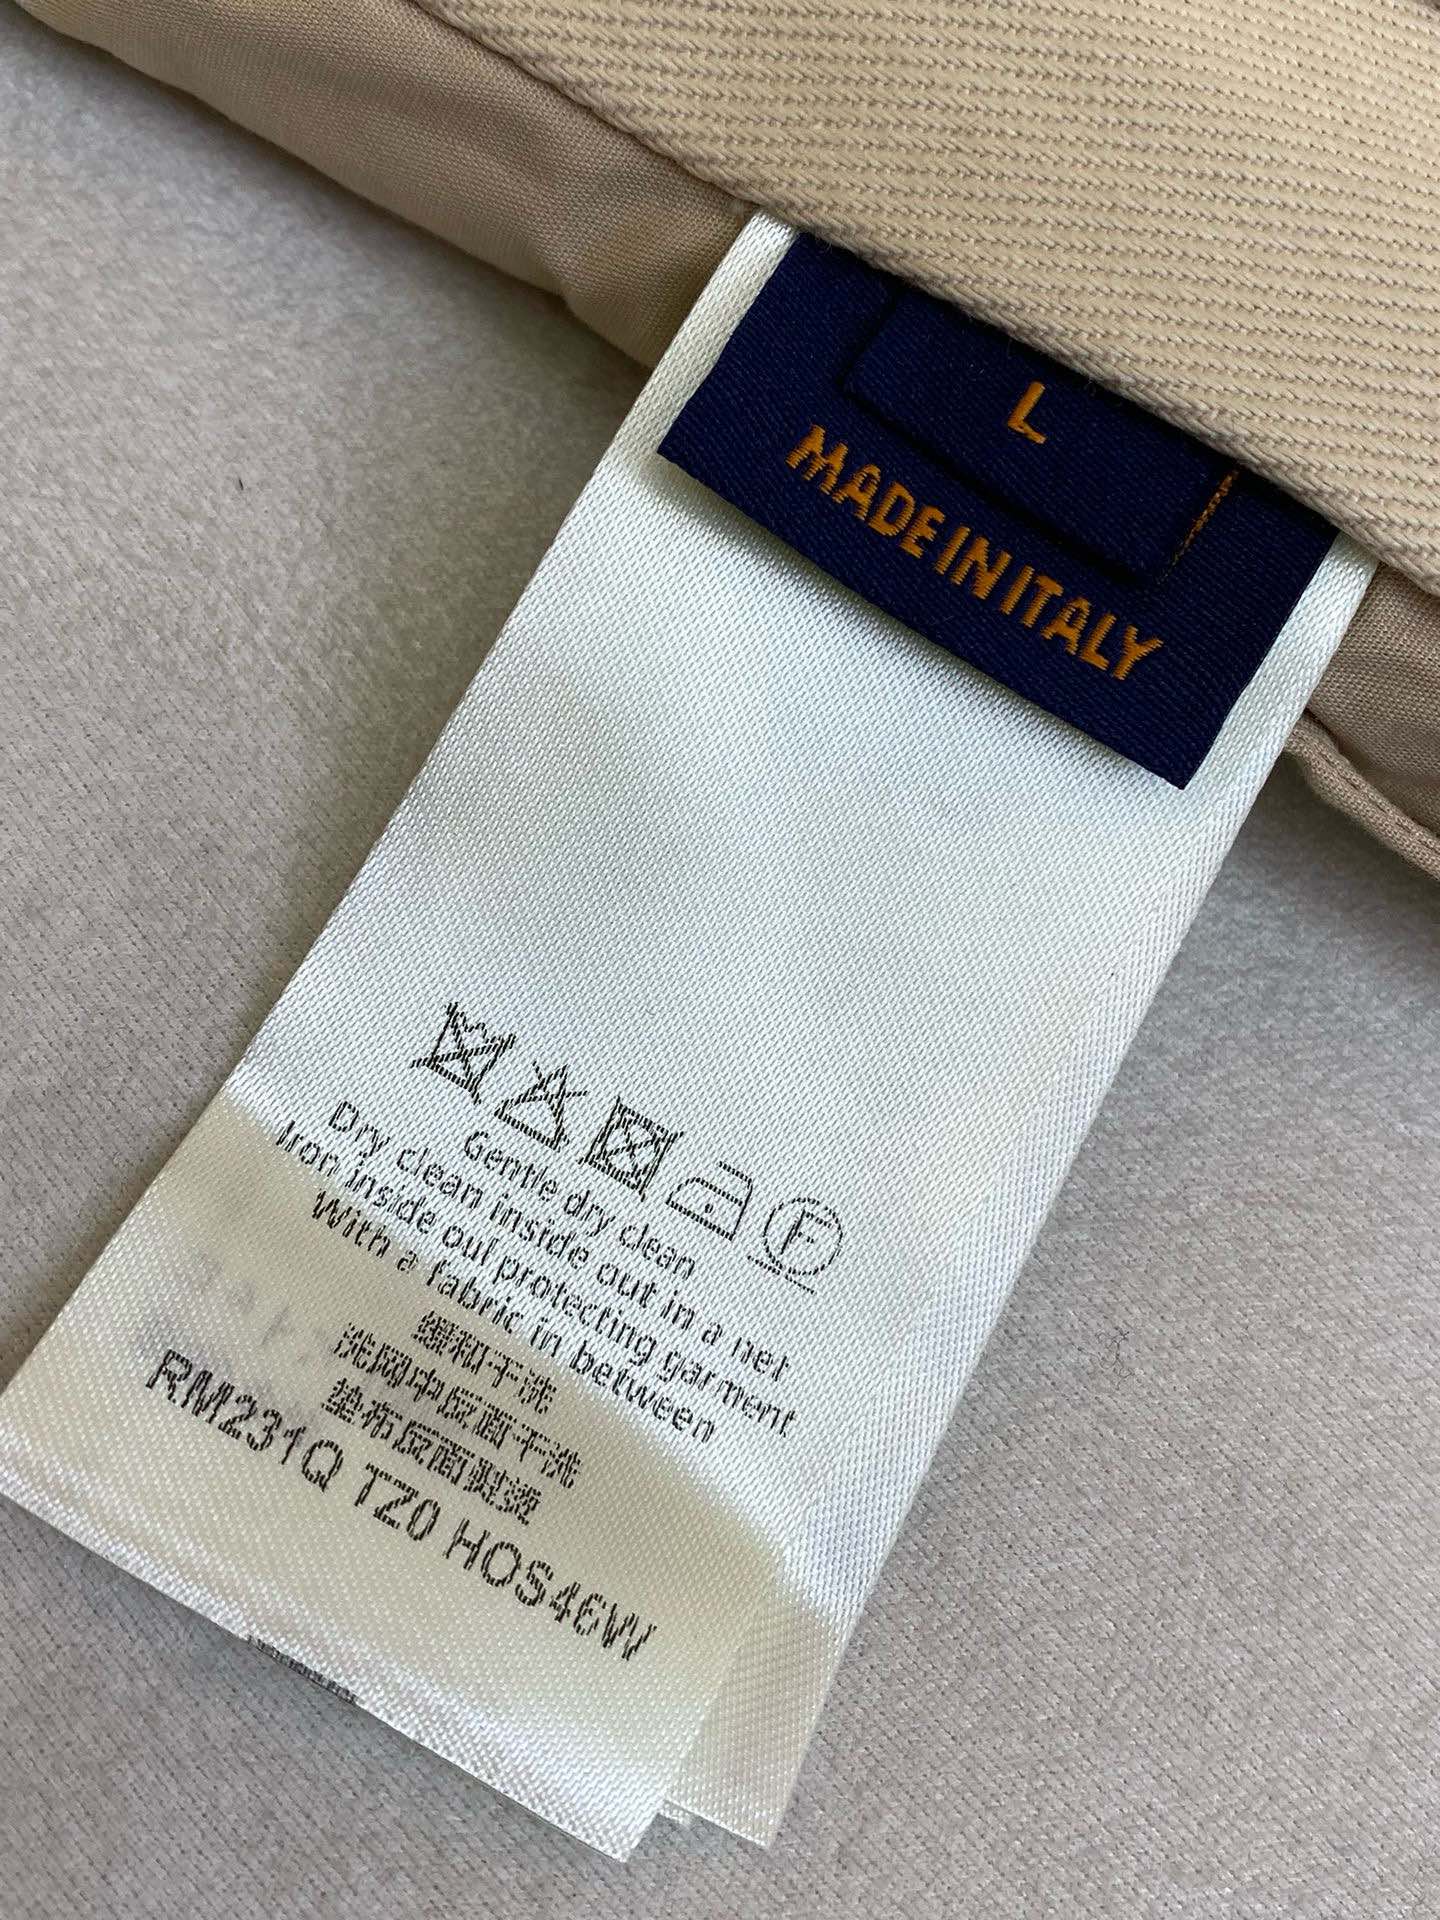 L
MADE IN ITALY
F
Gentle dry clean
Dry clean inside out in a net
Iron inside oul protecting garment
With a fabric in between
缓和干洗
洗网中反面干洗
垫布反面熨烫
RM231Q TZ0 HOS46W